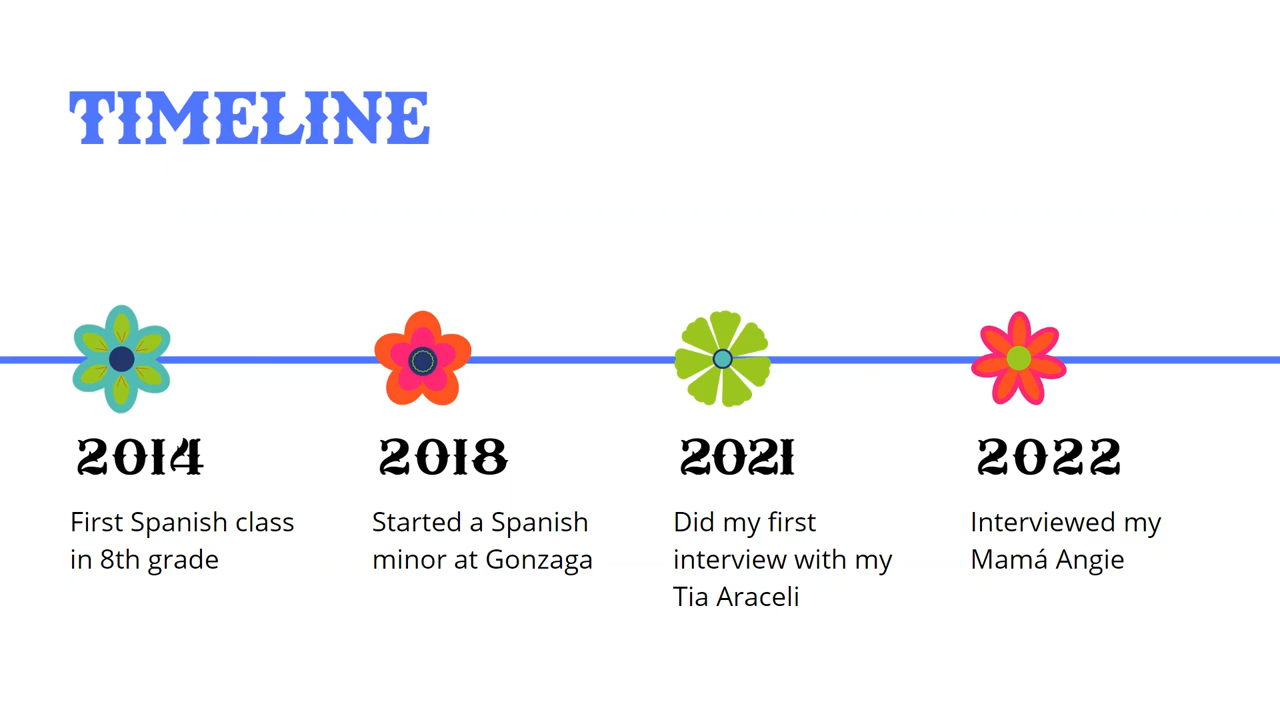 TIMELINE
2014
First Spanish class
in 8th grade
2018
Started a Spanish
minor at Gonzaga
2021
Did my first
interview with my
Tia Araceli
2022
Interviewed my
Mamá Angie